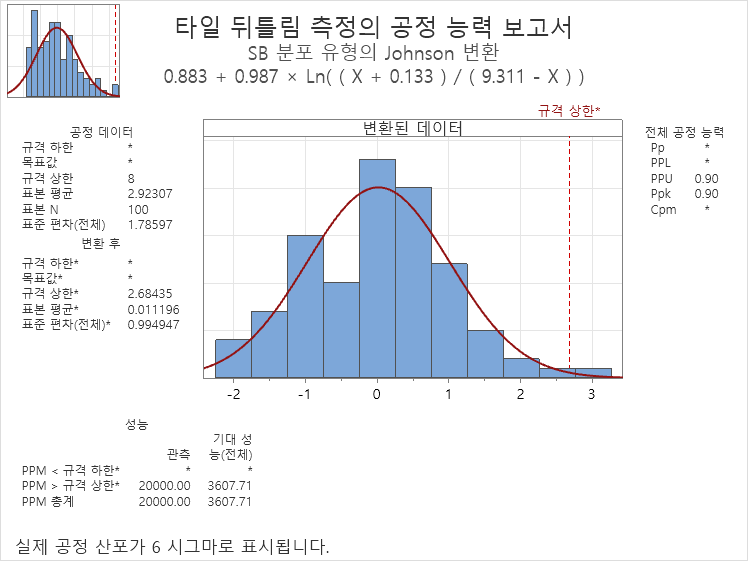 타일 뒤틀림 측정의 공정 능력 보고서
SB 분포 유형의 Johnson 변환
0.883 + 0.987 × Ln( ( X + 0.133 ) / ( 9.311 - X ) )
규격 상한*
변환된 데이터
공정 데이터
규격 하한 *
목표값 *
규격 상한 8
표본 평균 2.92307
표본 N 100
표준 편차(전체) 1.78597
변환 후
규격 하한* *
목표값* *
규격 상한* 2.68435
표본 평균* 0.011196
표준 편차(전체)* 0.994947
전체 공정 능력
Pp *
PPL *
PPU 0.90
Ppk 0.90
Cpm *
-2 -1 0 1 2 3
성능
기대 성
관측 능(전체)
PPM < 규격 하한* * *
PPM > 규격 상한* 20000.00 3607.71
PPM 총계 20000.00 3607.71
실제 공정 산포가 6 시그마로 표시됩니다.